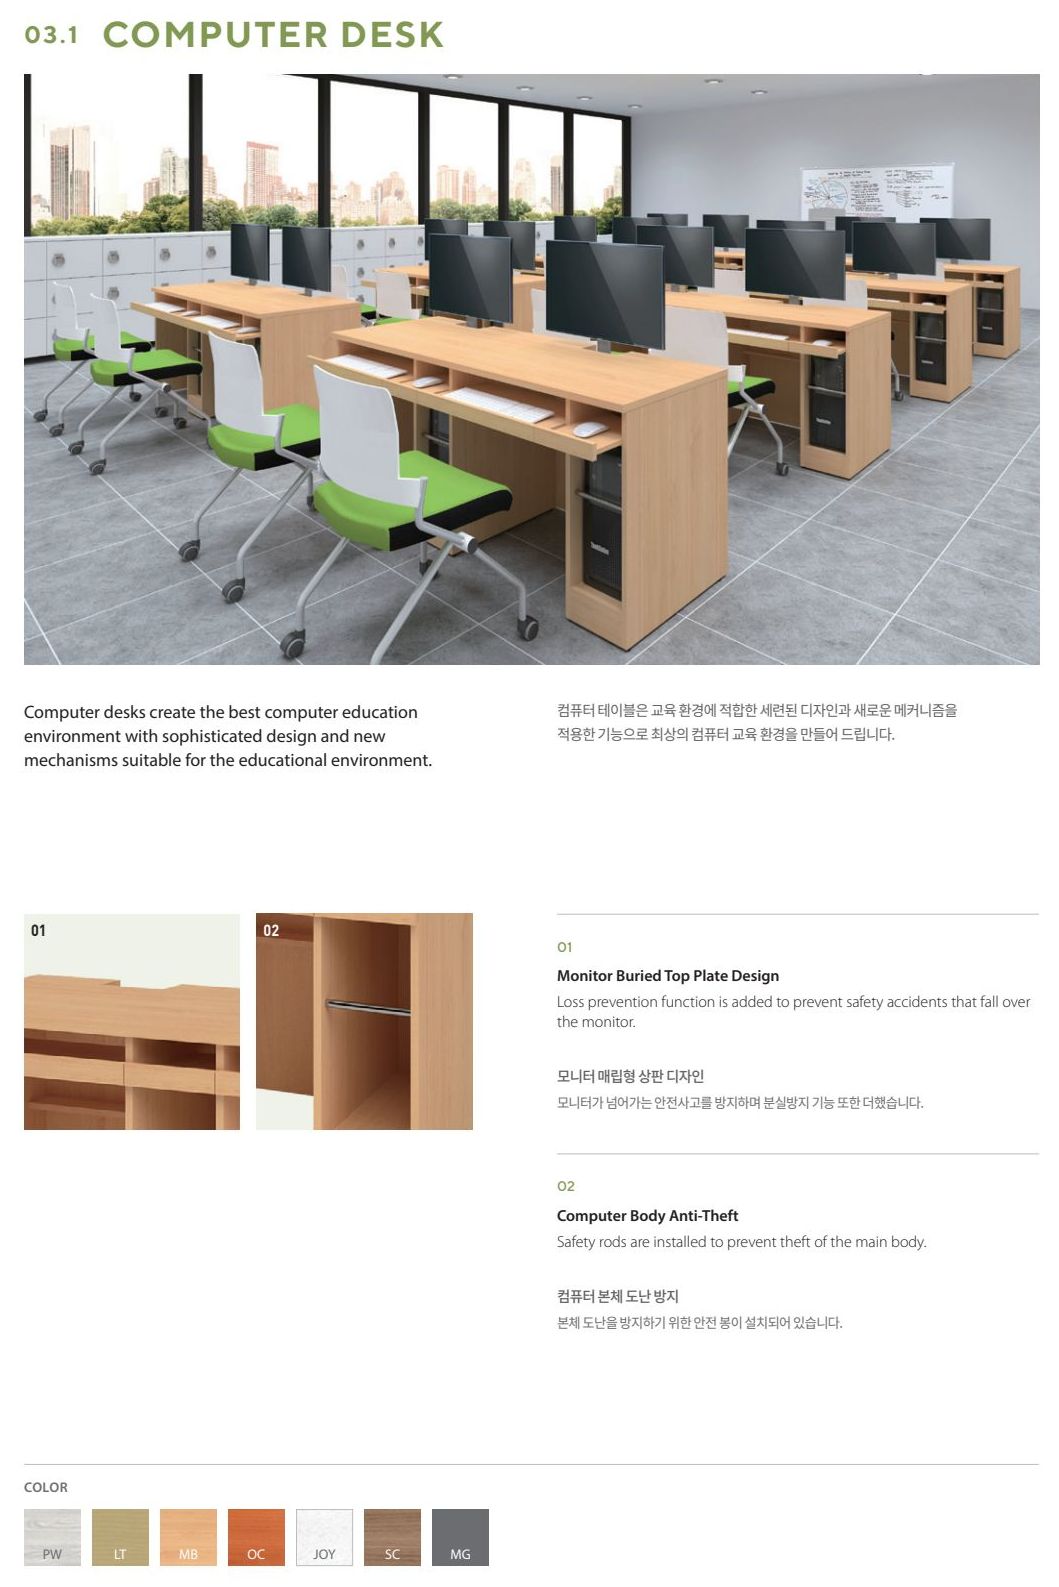 03.1 COMPUTER DESK
Computer desks create the best computer education
environment with sophisticated design and new
mechanisms suitable for the educational environment.
컴퓨터 테이블은 교육 환경에 적합한 세련된 디자인과 새로운 메커니즘을
적용한 기능으로 최상의 컴퓨터 교육 환경을 만들어 드립니다.
01
02
01
Monitor Buried Top Plate Design
Loss prevention function is added to prevent safety accidents that fall over
the monitor.
모니터 매립형 상판 디자인
모니터가 넘어가는 안전사고를 방지하며 분실방지 기능 또한 더했습니다.
02
Computer Body Anti-Theft
Safety rods are installed to prevent theft of the main body.
컴퓨터 본체 도난 방지
본체 도난을 방지하기 위한 안전 봉이 설치되어 있습니다.
COLOR
PW LT MB OC JOY SC MG